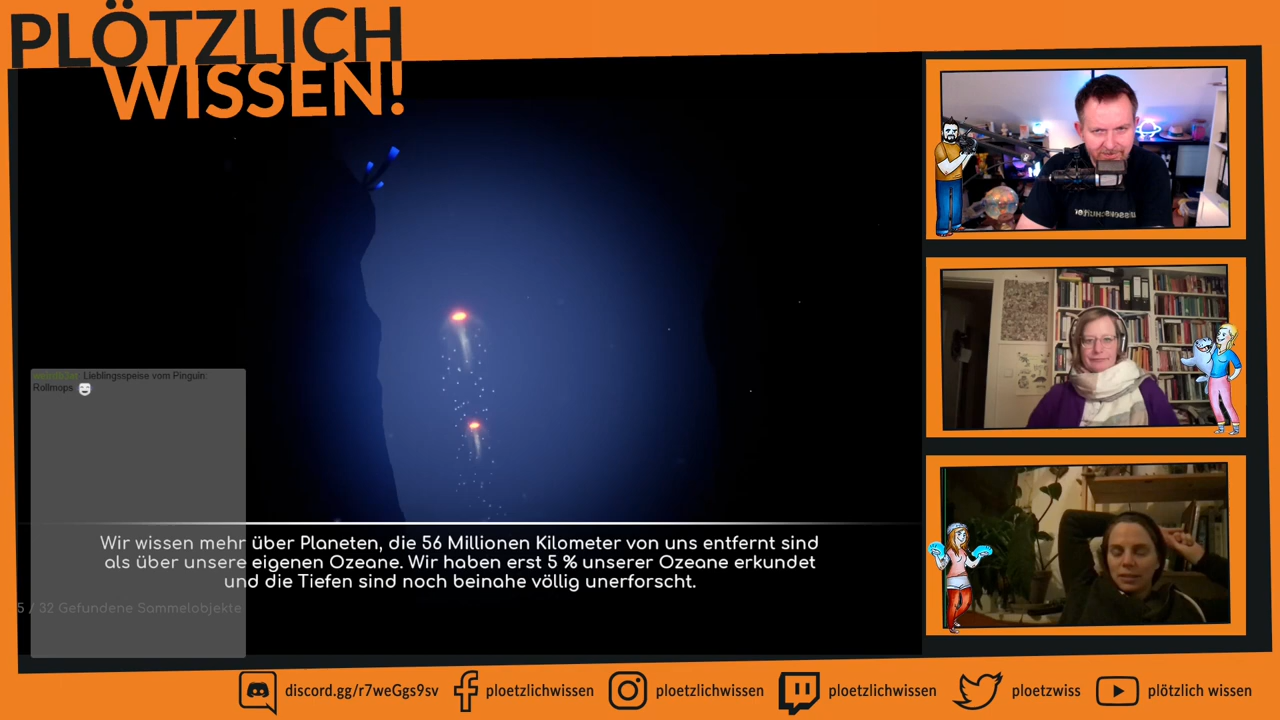 PLÖTZLICH
WISSEN!
Lieblingsspeise vom Pinguin:
Rollmops
Wir wissen mehr über Planeten, die 56 Millionen Kilometer von uns entfernt sind
als über unsere eigenen Ozeane. Wir haben erst 5 % unserer Ozeane erkundet
und die Tiefen sind noch beinahe völlig unerforscht.
5 / 32 Gefundene Sammelobjekte
discord.gg/r7weGgs9sv
ploetzlichwissen
ploetzlichwissen
ploetzlichwissen
ploetzwiss
plötzlich wissen